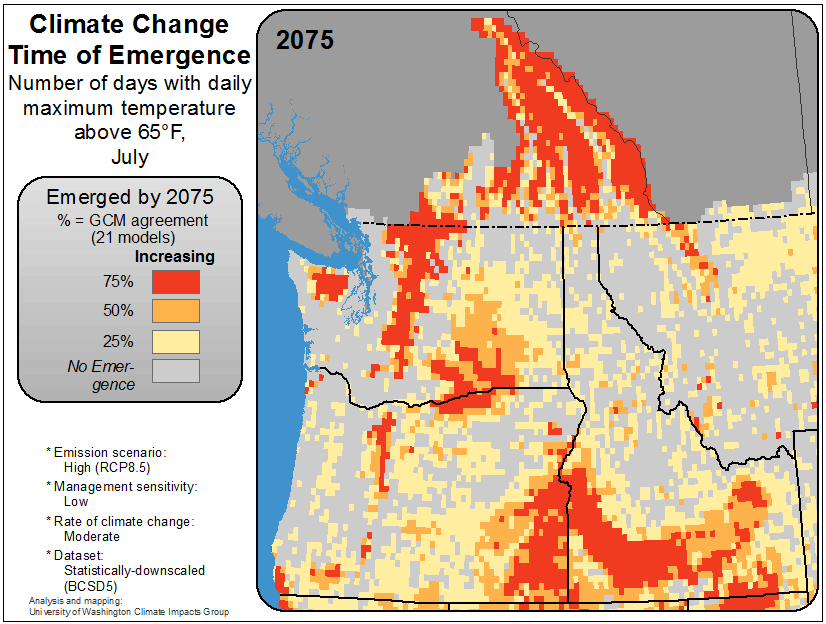 Climate Change
Time of Emergence
Number of days with daily
maximum temperature
above 65°F,
July
2075
Emerged by 2075
% = GCM agreement
(21 models)
Increasing
75%
50%
25%
No Emer-
gence
* Emission scenario:
High (RCP8.5)
* Management sensitivity:
Low
* Rate of climate change:
Moderate
* Dataset:
Statistically-downscaled
(BCSD5)
Analysis and mapping:
University of Washington Climate Impacts Group